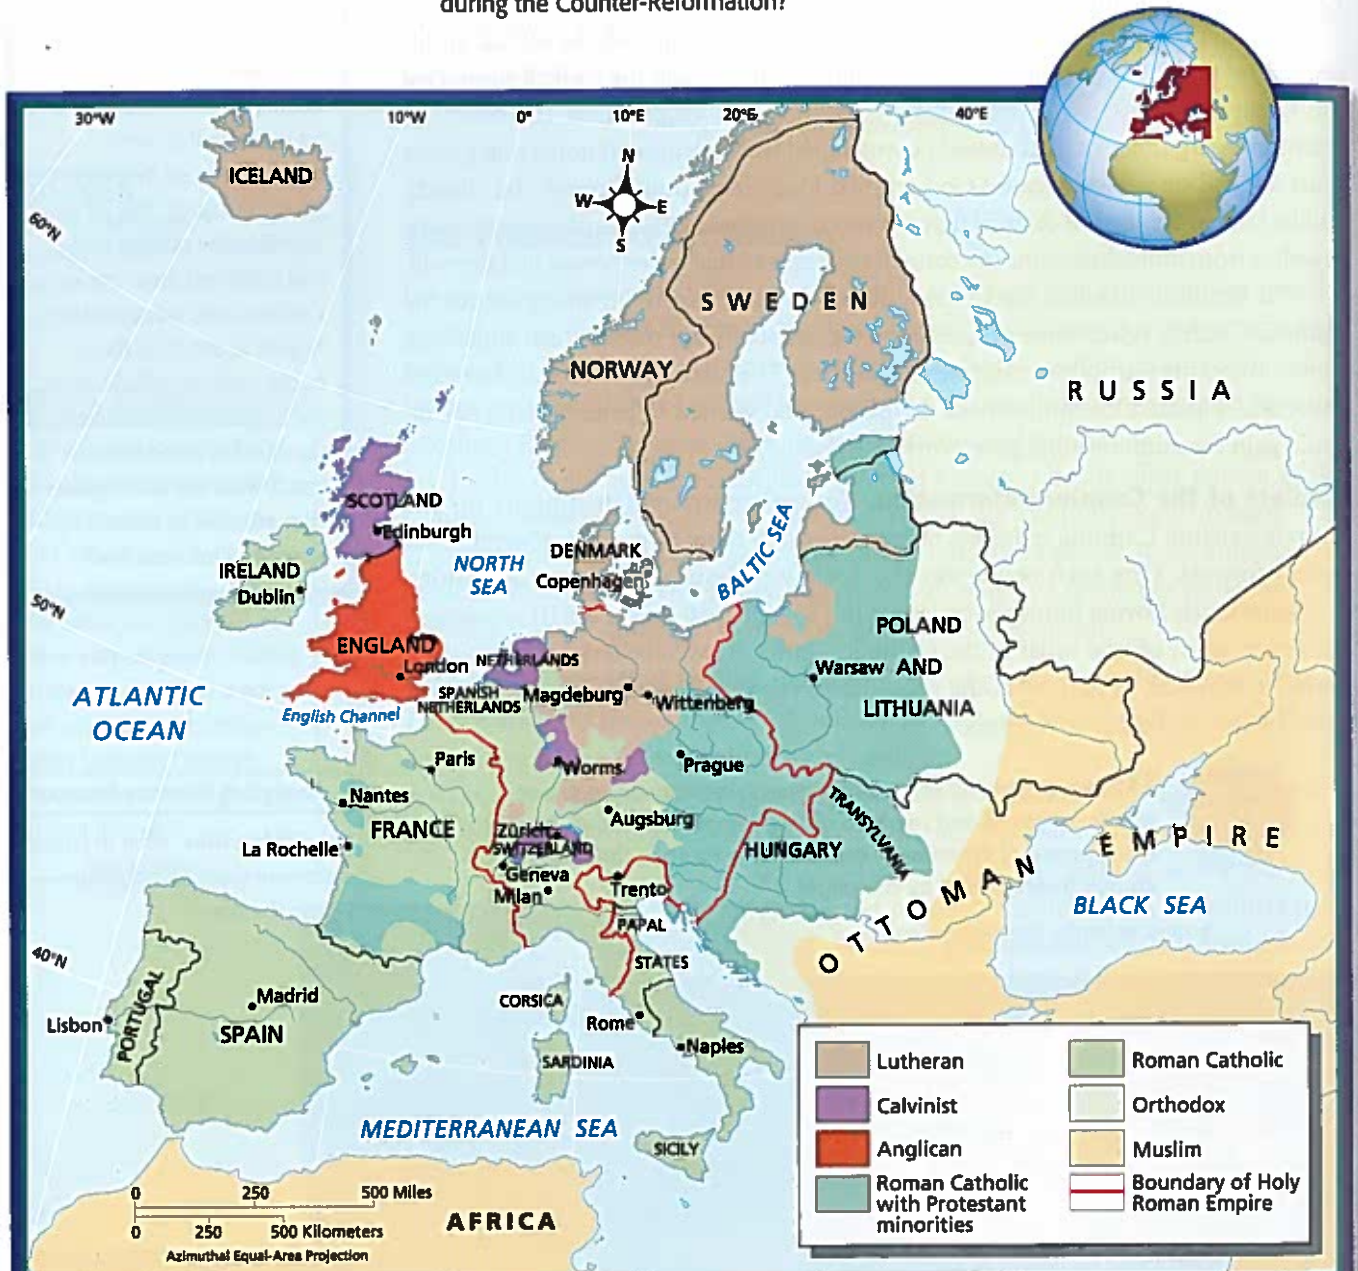 during the Counter-Reformation?
30°W
10°W
0°
10°E
20°E
40°E
60°N
50°N
40°N
N
W
E
S
ICELAND
SWEDEN
NORWAY
RUSSIA
SCOTLAND
Edinburgh
NORTH
SEA
DENMARK
Copenhagen
BALTIC SEA
IRELAND
Dublin
ENGLAND
London
NETHERLANDS
SPANISH
NETHERLANDS
Magdeburg
Wittenberg
POLAND
Warsaw AND
LITHUANIA
ATLANTIC
OCEAN
English Channel
Paris
Worms
Prague
Nantes
FRANCE
Augsburg
Zürich
SWITZERLAND
La Rochelle
Geneva
Milan
Trento
HUNGARY
TRANSYLVANIA
OTTOMAN EMPIRE
BLACK SEA
PAPAL
STATES
CORSICA
Rome
Naples
SARDINIA
PORTUGAL
Madrid
Lisbon
SPAIN
MEDITERRANEAN SEA
SICILY
AFRICA
0 250 500 Miles
0 250 500 Kilometers
Azimuthal Equal-Area Projection
Lutheran
Calvinist
Anglican
Roman Catholic
with Protestant
minorities
Roman Catholic
Orthodox
Muslim
Boundary of Holy
Roman Empire